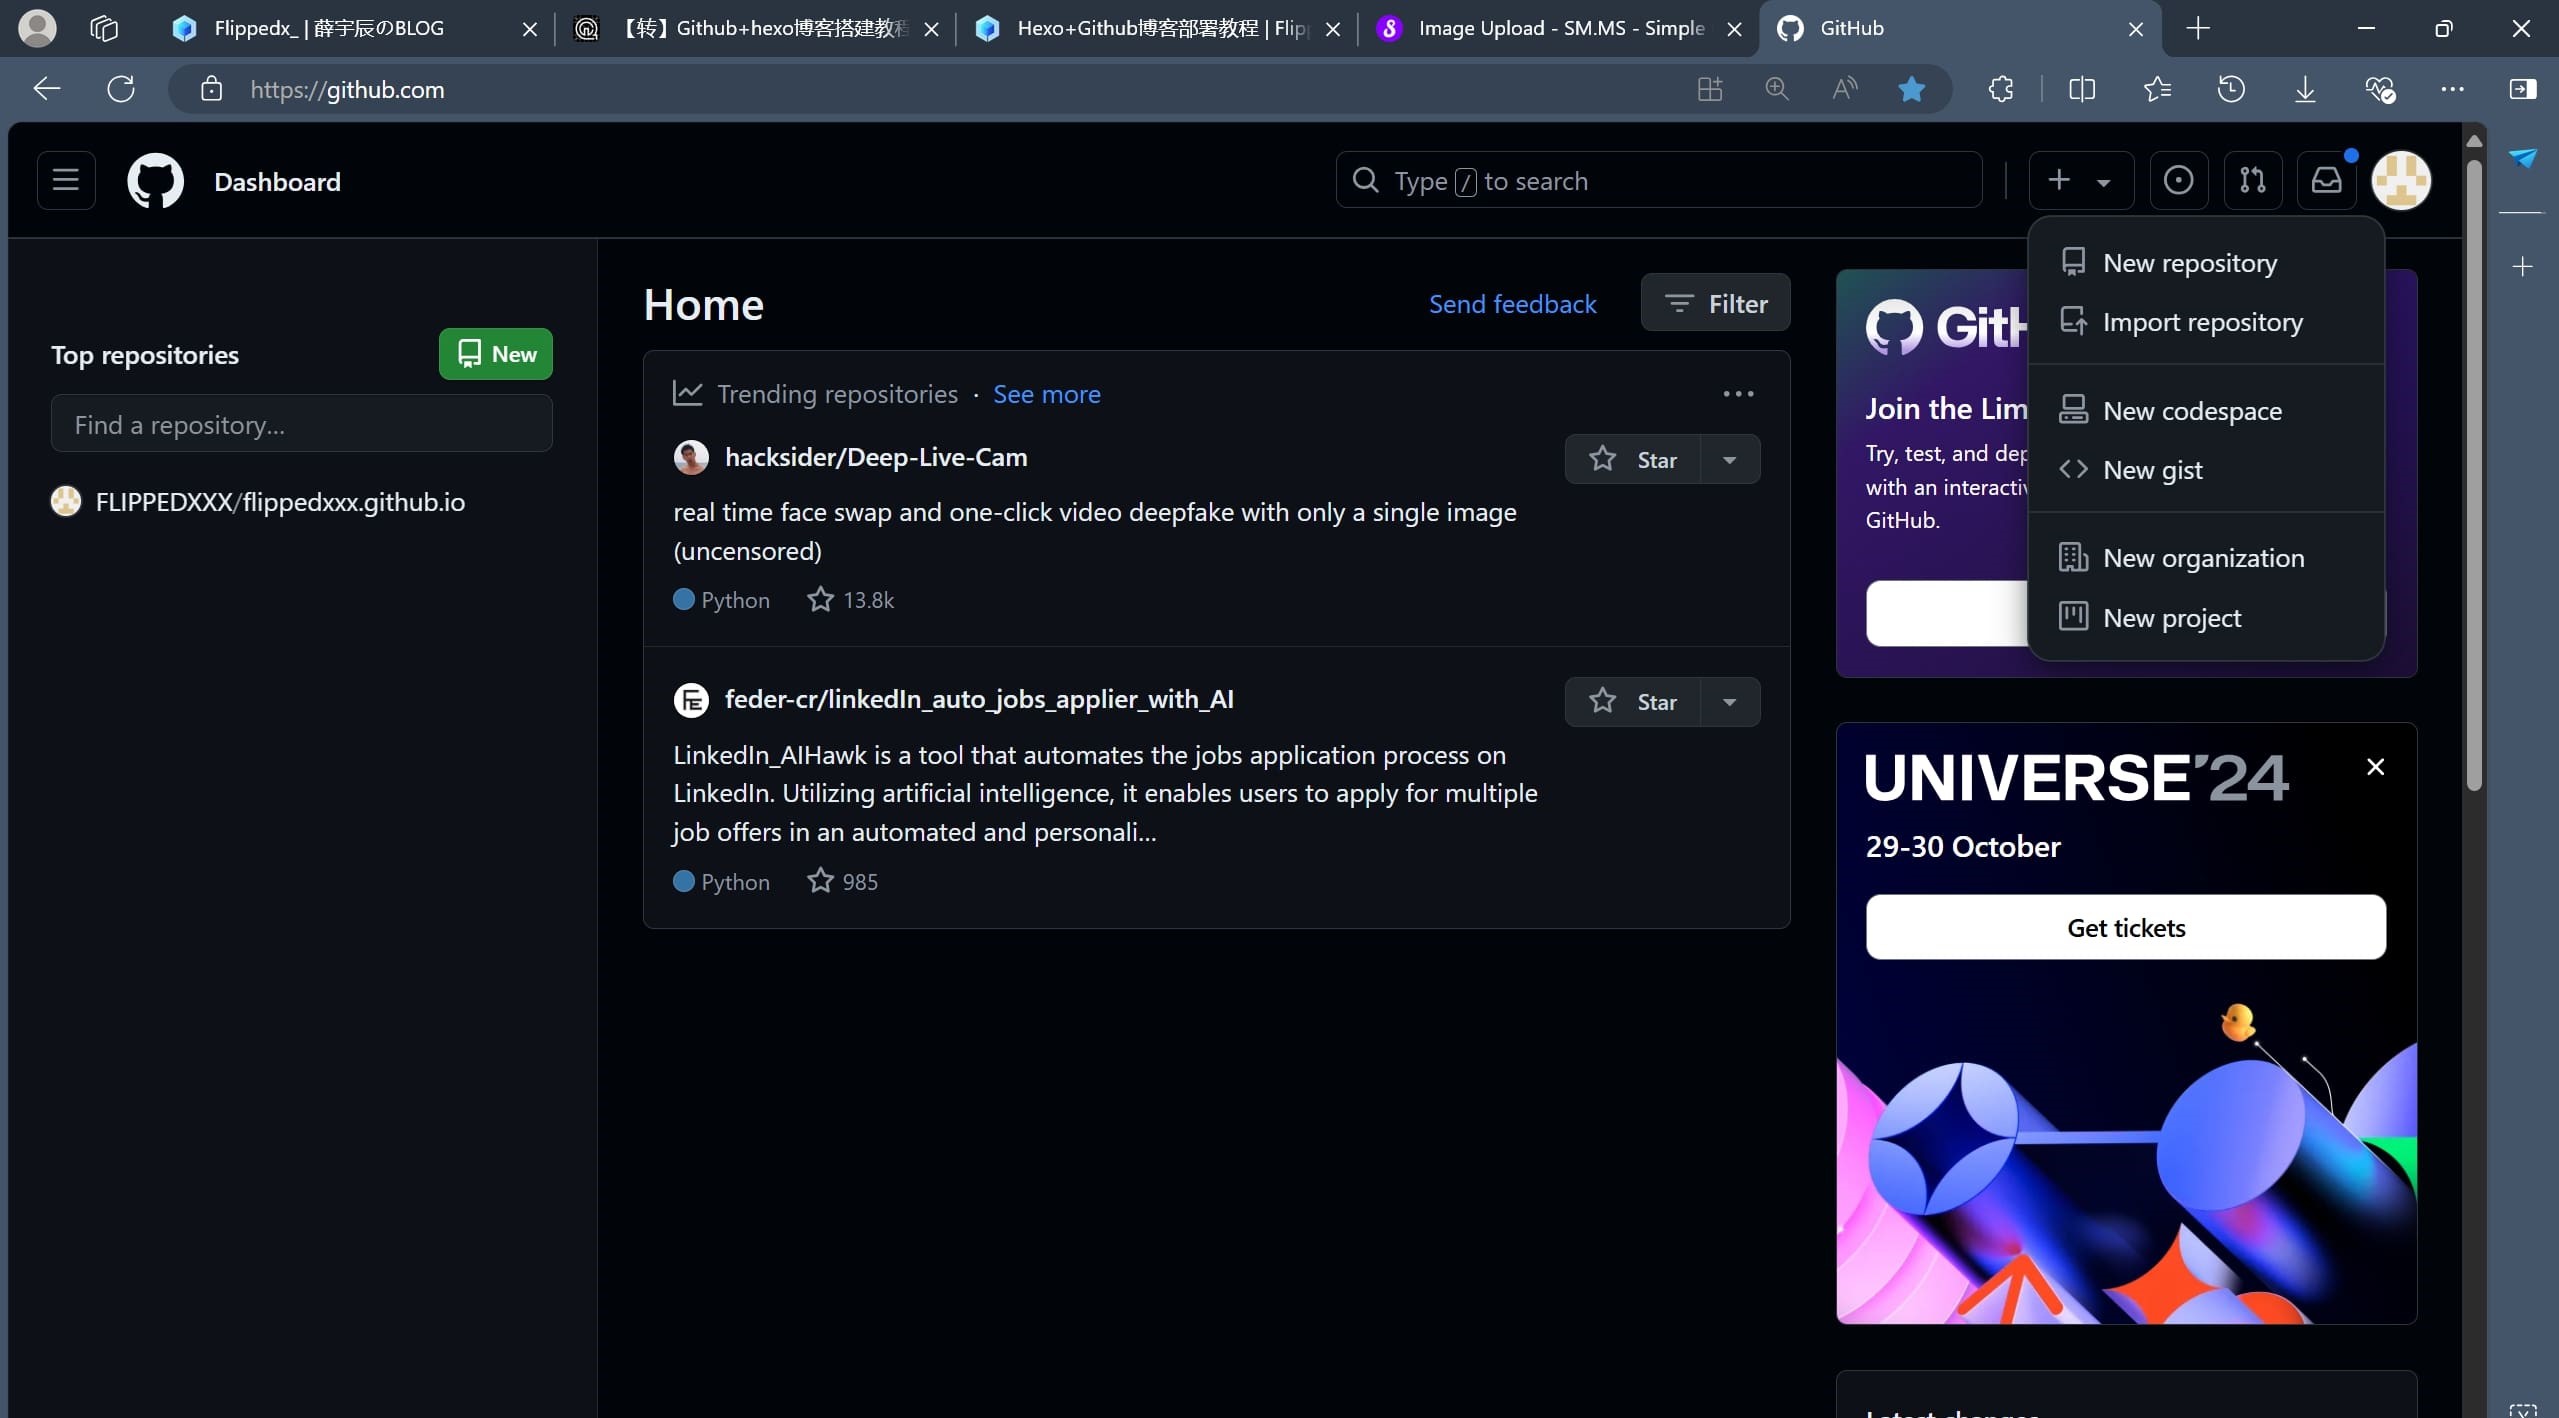 Flippedx_ | 薛宇辰のBLOG
【转】Github+hexo博客搭建教程
Hexo+Github博客部署教程 | Flip
Image Upload - SM.MS - Simple
GitHub
https://github.com
Dashboard
Type / to search
New repository
Import repository
New codespace
New gist
New organization
New project
Top repositories
New
Find a repository...
FLIPPEDXXX/flippedxxx.github.io
Home
Send feedback
Filter
Trending repositories · See more
hacksider/Deep-Live-Cam
Star
real time face swap and one-click video deepfake with only a single image
(uncensored)
Python 13.8k
feder-cr/linkedIn_auto_jobs_applier_with_AI
Star
LinkedIn_AIHawk is a tool that automates the jobs application process on
LinkedIn. Utilizing artificial intelligence, it enables users to apply for multiple
job offers in an automated and personali...
Python 985
GitH
Join the Lim
Try, test, and dep
with an interactiv
GitHub.
UNIVERSE'24
29-30 October
Get tickets
Latest changes